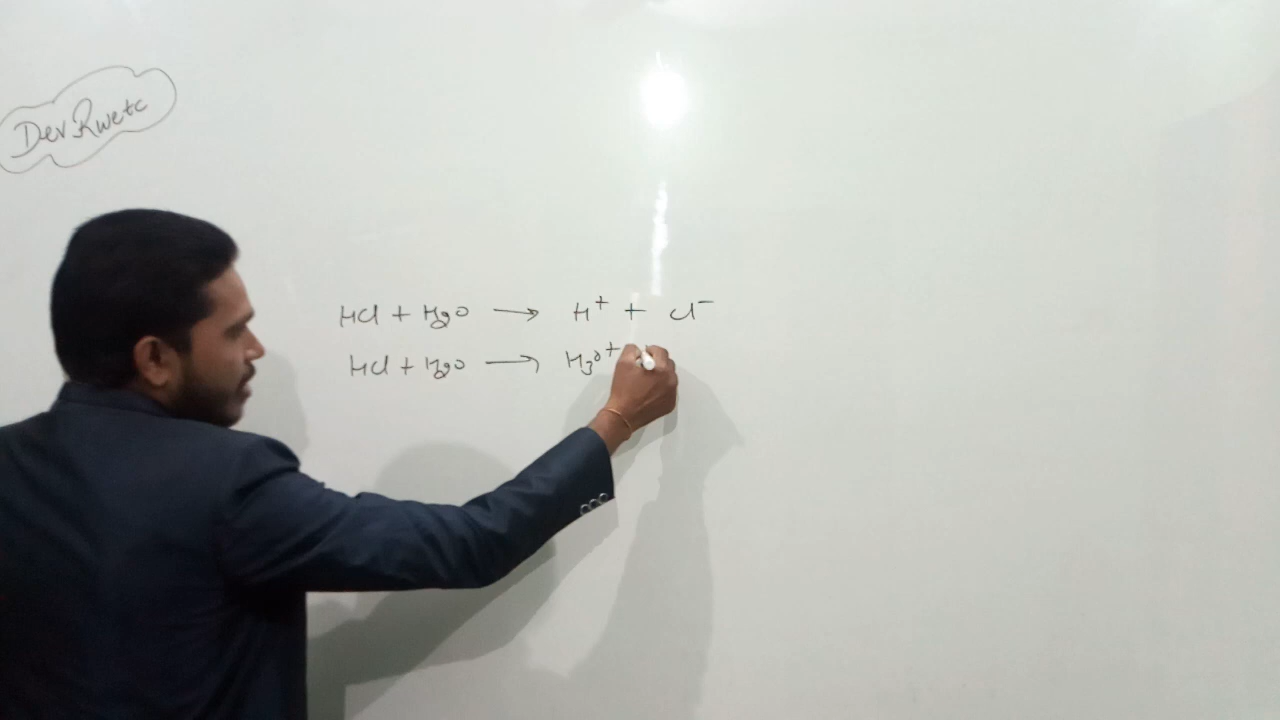 Dev Rwetc
HCl + H2O → H+ + Cl-
HCl + H2O → H3O+